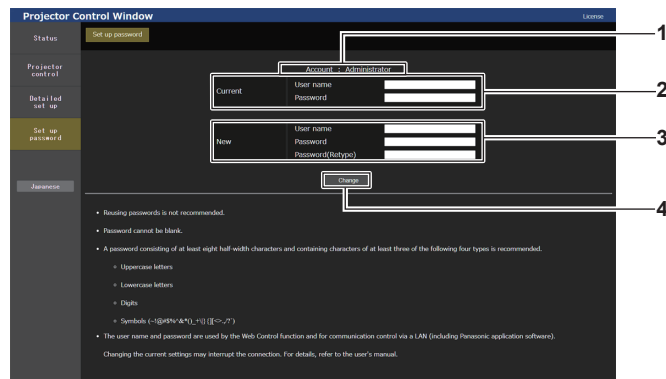 Projector Control Window
License
Status
Set up password
1
Projector
control
Account : Administrator
Current
User name
Password
2
Detailed
set up
Set up
password
New
User name
Password
Password(Retype)
3
Change
Japanese
4
• Reusing passwords is not recommended.
• Password cannot be blank.
• A password consisting of at least eight half-width characters and containing characters of at least three of the following four types is recommended.
Uppercase letters
Lowercase letters
Digits
Symbols
• The user name and password are used by the Web Control function and for communication control via a LAN (including Panasonic application software).
Changing the current settings may interrupt the connection. For details, refer to the user's manual.